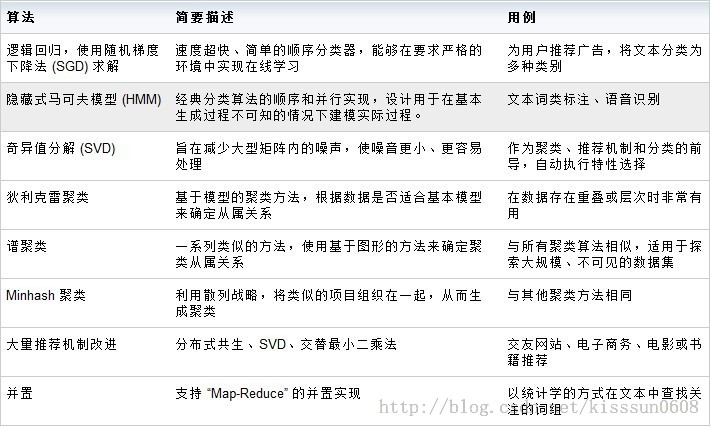 算法 简要描述 用例
逻辑回归，使用随机梯度 速度超快、简单的顺序分类器，能够在要求严格的 为用户推荐广告，将文本分类为
下降法 (SGD) 求解 环境中实现在线学习 多种类别
隐藏式马可夫模型 (HMM) 经典分类算法的顺序和并行实现，设计用于在基本 文本词类标注、语音识别
生成过程不可知的情况下建模实际过程。
奇异值分解 (SVD) 旨在减少大型矩阵内的噪声，使噪音更小、更容易 作为聚类、推荐机制和分类的前
处理 导，自动执行特性选择
狄利克雷聚类 基于模型的聚类方法，根据数据是否适合基本模型 在数据存在重叠或层次时非常有
来确定从属关系 用
谱聚类 一系列类似的方法，使用基于图形的方法来确定聚 与所有聚类算法相似，适用于探
类从属关系 索大规模、不可见的数据集
Minhash 聚类 利用散列战略，将类似的项目组织在一起，从而生 与其他聚类方法相同
成聚类
大量推荐机制改进 分布式共生、SVD、交替最小二乘法 交友网站、电子商务、电影或书
籍推荐
并置 支持 “Map-Reduce” 的并置实现 以统计学的方式在文本中查找关
注的词组
http://blog.csdn.net/kisssun0608